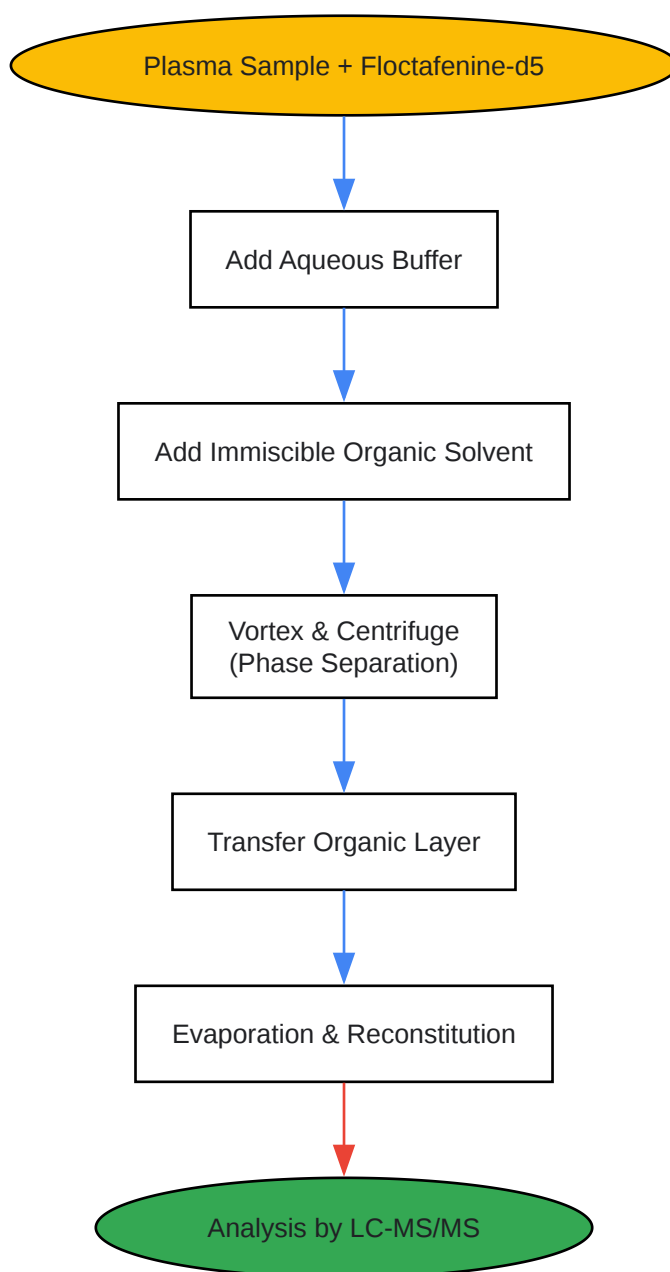 Plasma Sample + Floctafenine-d5
Add Aqueous Buffer
Add Immiscible Organic Solvent
Vortex & Centrifuge
(Phase Separation)
Transfer Organic Layer
Evaporation & Reconstitution
Analysis by LC-MS/MS